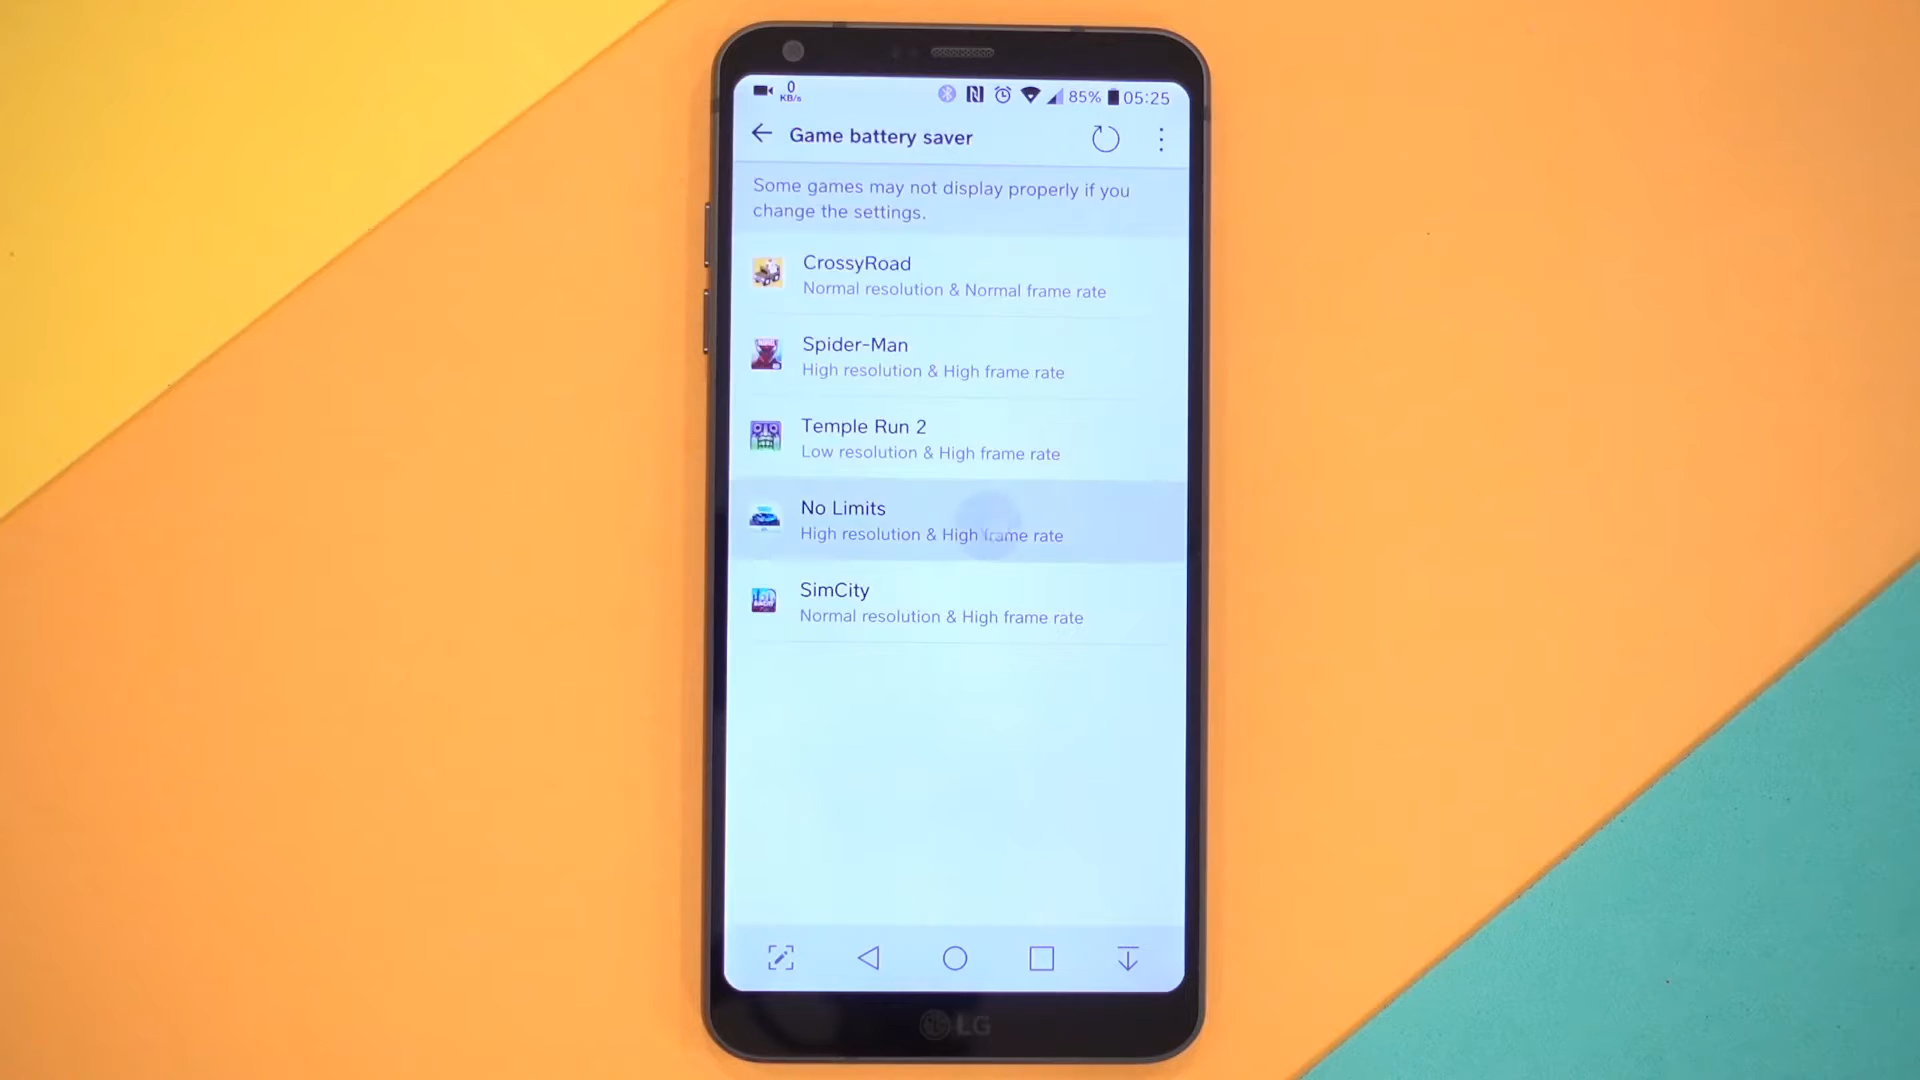 0
KB/s
85% 05:25
Game battery saver
Some games may not display properly if you
change the settings.
CrossyRoad
Normal resolution & Normal frame rate
Spider-Man
High resolution & High frame rate
Temple Run 2
Low resolution & High frame rate
No Limits
High resolution & High frame rate
SimCity
Normal resolution & High frame rate
LG